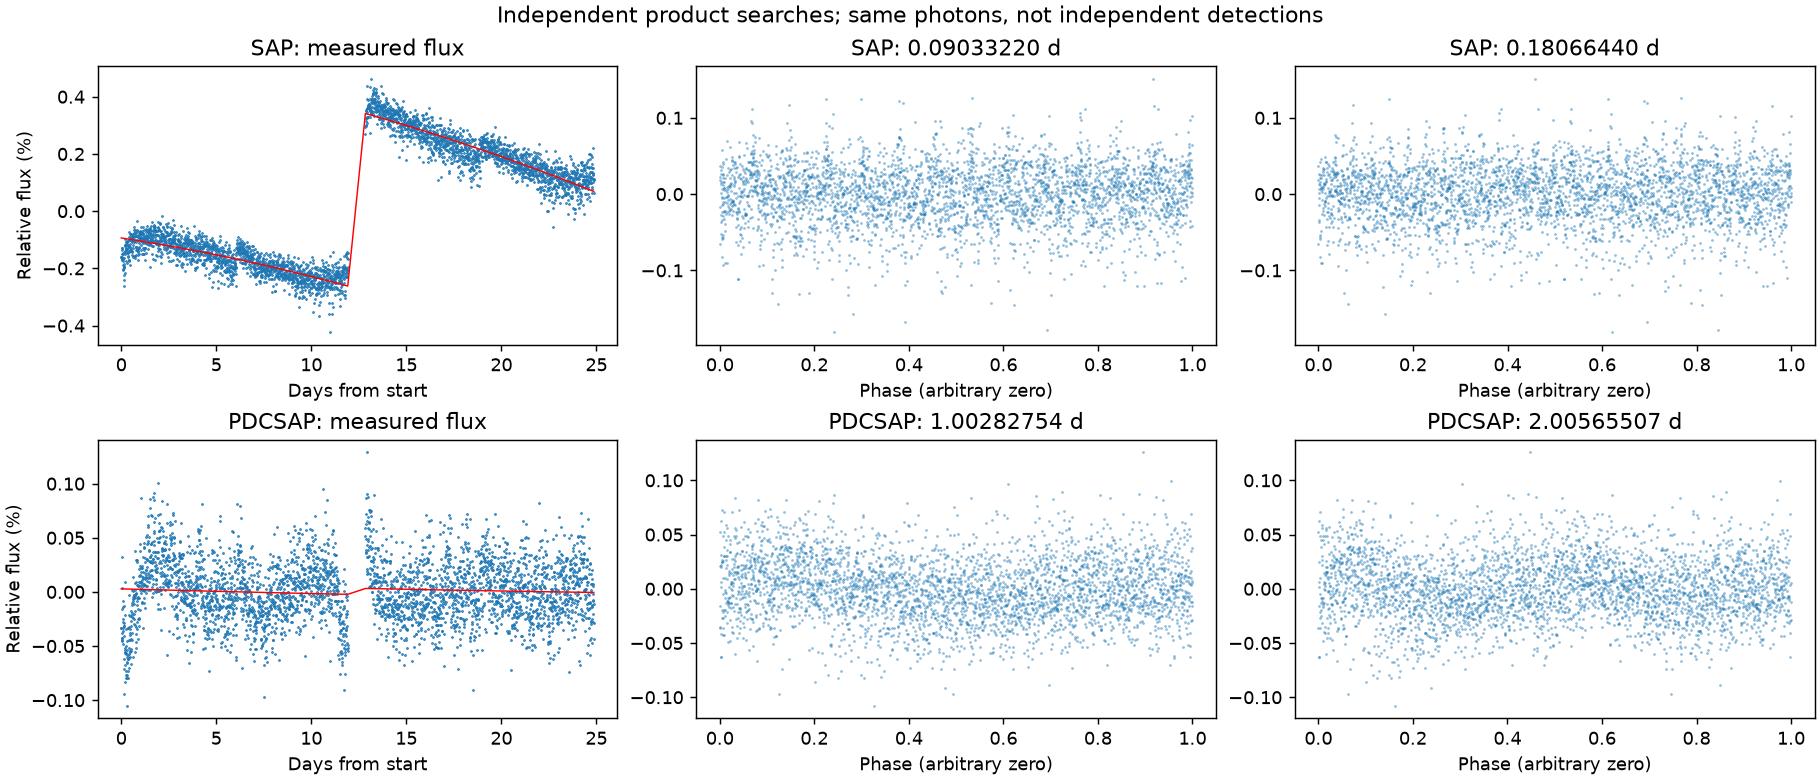 Independent product searches; same photons, not independent detections
SAP: measured flux
SAP: 0.09033220 d
SAP: 0.18066440 d
Relative flux (%)
0.4
0.2
0.0
−0.2
−0.4
0 5 10 15 20 25
Days from start
0.1
0.0
−0.1
0.0 0.2 0.4 0.6 0.8 1.0
Phase (arbitrary zero)
0.1
0.0
−0.1
0.0 0.2 0.4 0.6 0.8 1.0
Phase (arbitrary zero)
PDCSAP: measured flux
PDCSAP: 1.00282754 d
PDCSAP: 2.00565507 d
Relative flux (%)
0.10
0.05
0.00
−0.05
−0.10
0 5 10 15 20 25
Days from start
0.10
0.05
0.00
−0.05
−0.10
0.0 0.2 0.4 0.6 0.8 1.0
Phase (arbitrary zero)
0.10
0.05
0.00
−0.05
−0.10
0.0 0.2 0.4 0.6 0.8 1.0
Phase (arbitrary zero)